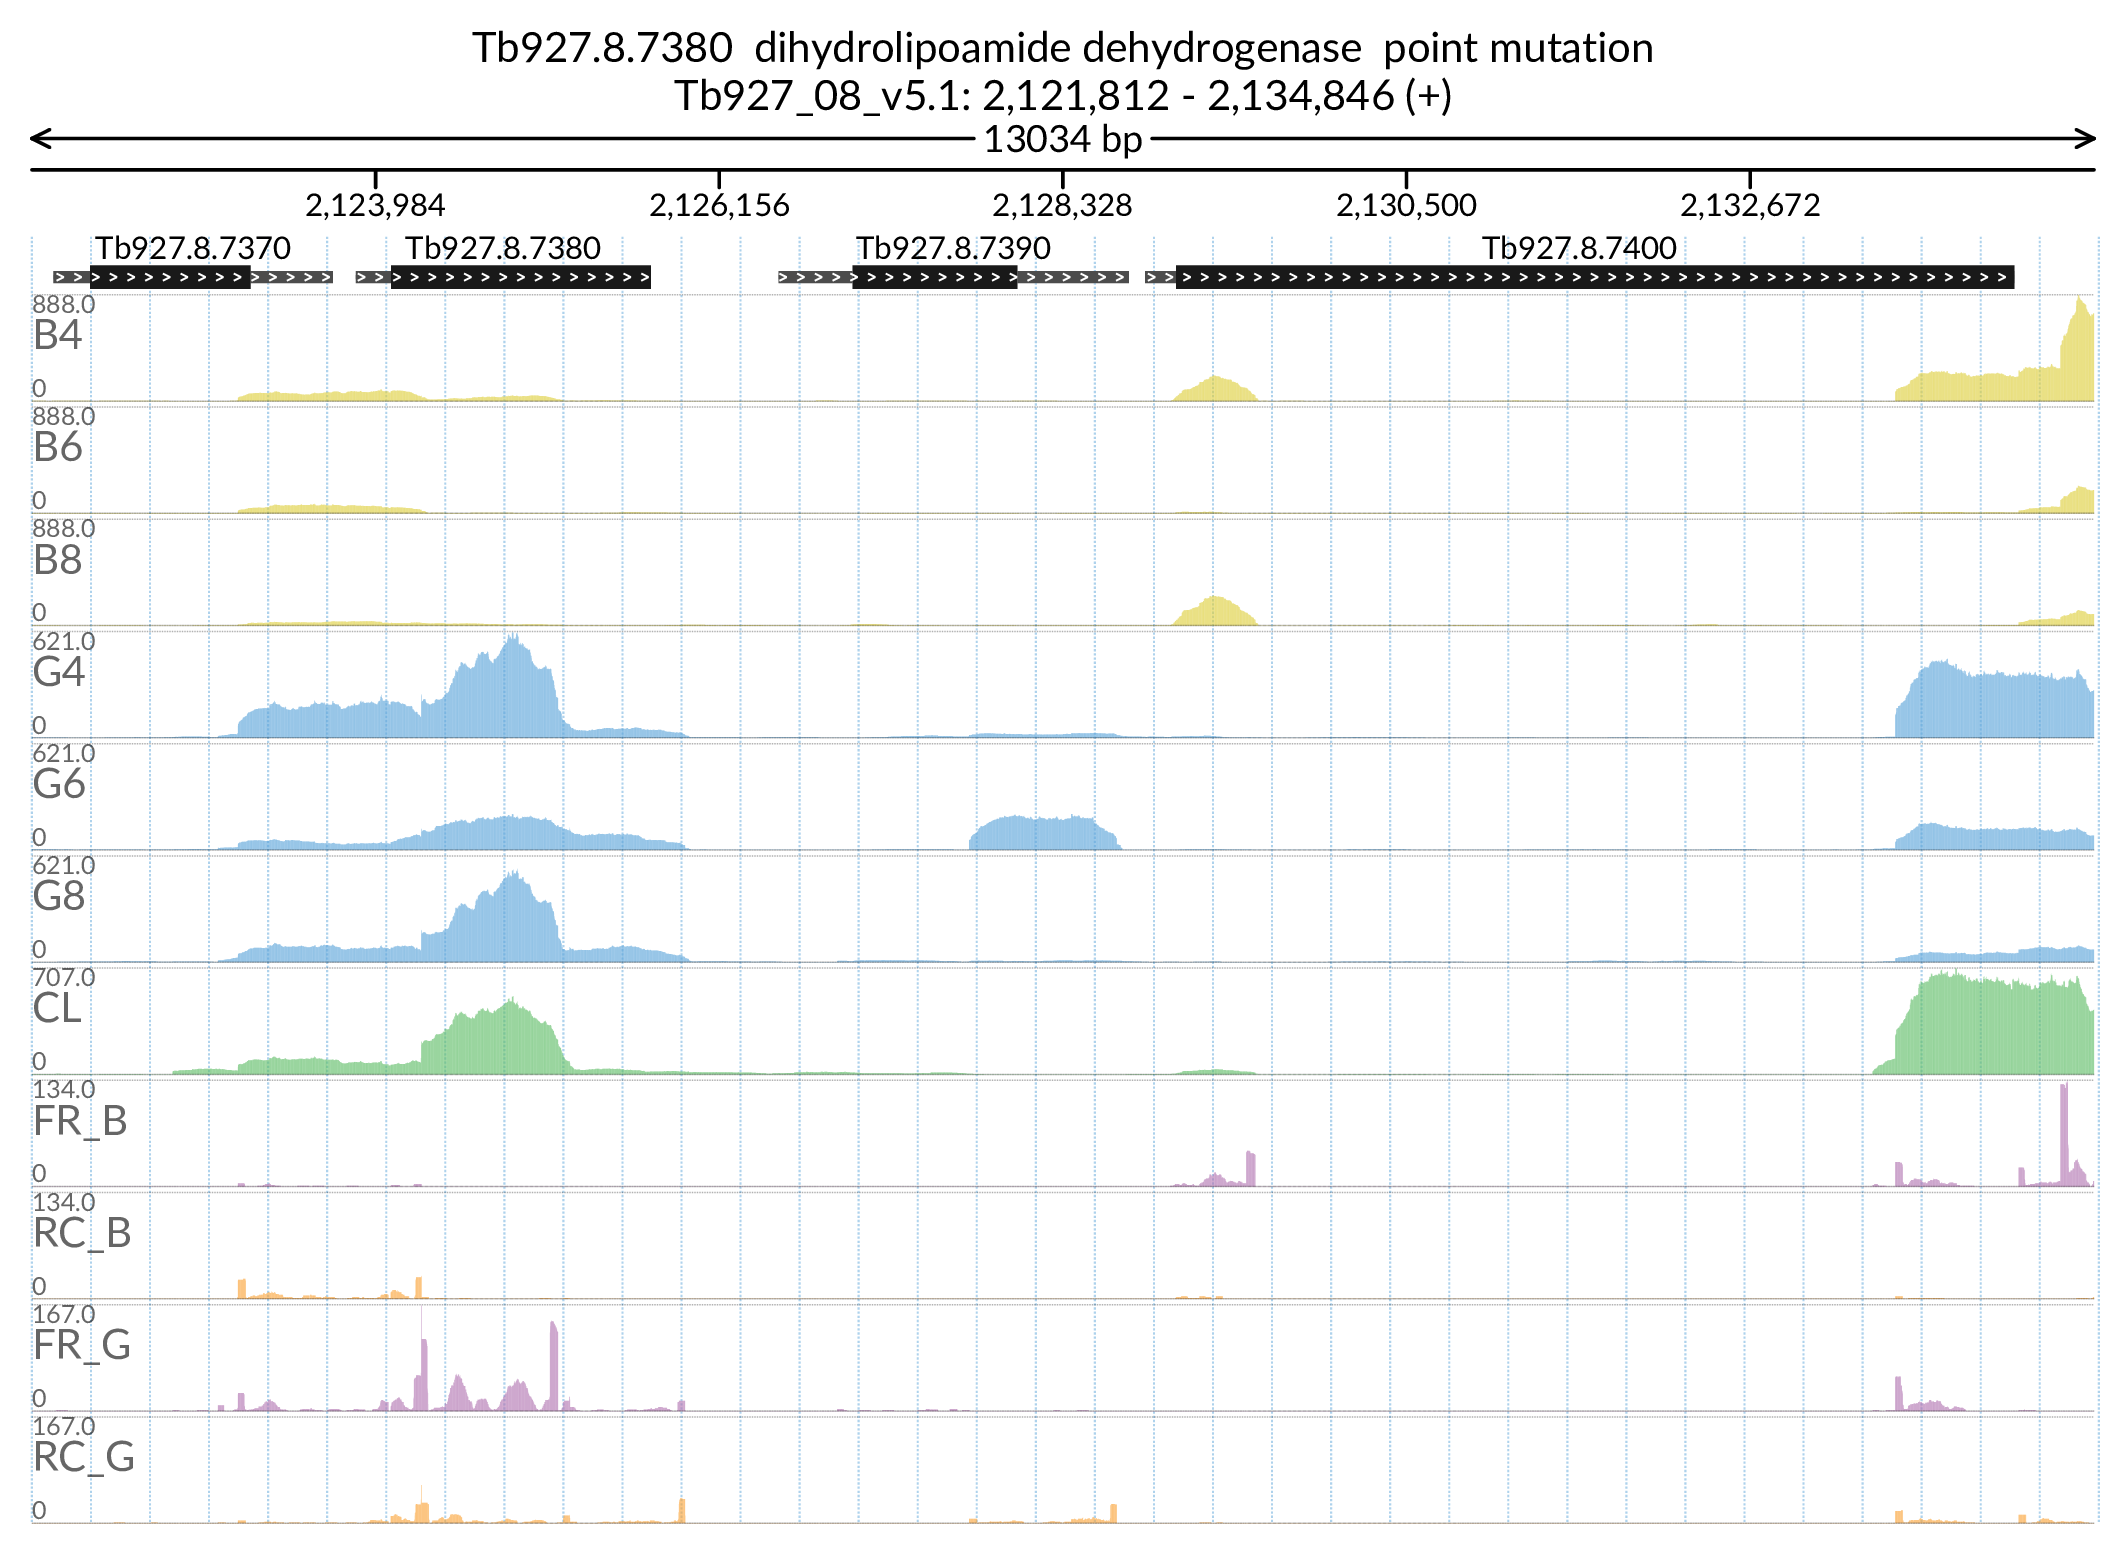 Tb927.8.7380  dihydrolipoamide dehydrogenase  point mutation
Tb927_08_v5.1: 2,121,812 - 2,134,846 (+)
13034 bp
2,123,984 2,126,156 2,128,328 2,130,500 2,132,672
Tb927.8.7370 Tb927.8.7380 Tb927.8.7390 Tb927.8.7400
888.0
B4
0
888.0
B6
0
888.0
B8
0
621.0
G4
0
621.0
G6
0
621.0
G8
0
707.0
CL
0
134.0
FR_B
0
134.0
RC_B
0
167.0
FR_G
0
167.0
RC_G
0